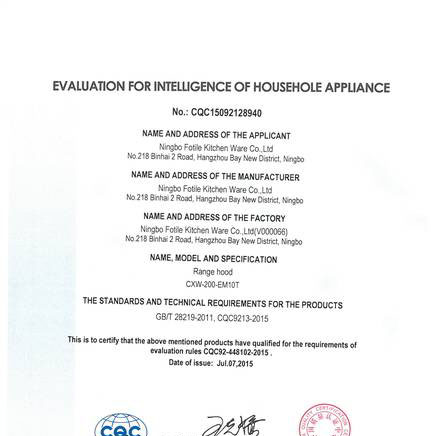 EVALUATION FOR INTELLIGENCE OF HOUSEHOLE APPLIANCE
No.: CQC15092128940
NAME AND ADDRESS OF THE APPLICANT
Ningbo Fotile Kitchen Ware Co.,Ltd
No.218 Binhai 2 Road, Hangzhou Bay New District, Ningbo
NAME AND ADDRESS OF THE MANUFACTURER
Ningbo Fotile Kitchen Ware Co.,Ltd
No.218 Binhai 2 Road, Hangzhou Bay New District, Ningbo
NAME AND ADDRESS OF THE FACTORY
Ningbo Fotile Kitchen Ware Co.,Ltd(V000066)
No.218 Binhai 2 Road, Hangzhou Bay New District, Ningbo
NAME, MODEL AND SPECIFICATION
Range hood
CXW-200-EM10T
THE STANDARDS AND TECHNICAL REQUIREMENTS FOR THE PRODUCTS
GB/T 28219-2011, CQC9213-2015
This is to certify that the above mentioned products have qualified for the requirements of
evaluation rules CQC92-448102-2015 .
Date of issue: Jul.07,2015
CQC